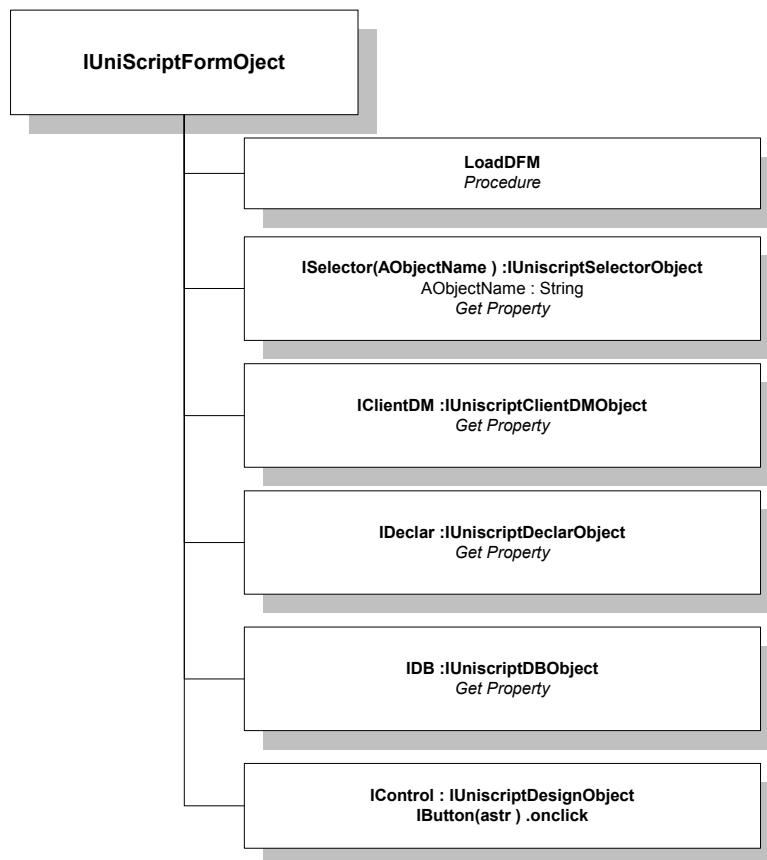 IUniScriptFormOject
LoadDFM
Procedure
ISelector(AObjectName ) :IUniscriptSelectorObject
AObjectName : String
Get Property
IClientDM :IUniscriptClientDMObject
Get Property
IDeclar :IUniscriptDeclarObject
Get Property
IDB :IUniscriptDBObject
Get Property
IControl : IUniscriptDesignObject
IButton(astr ) .onclick